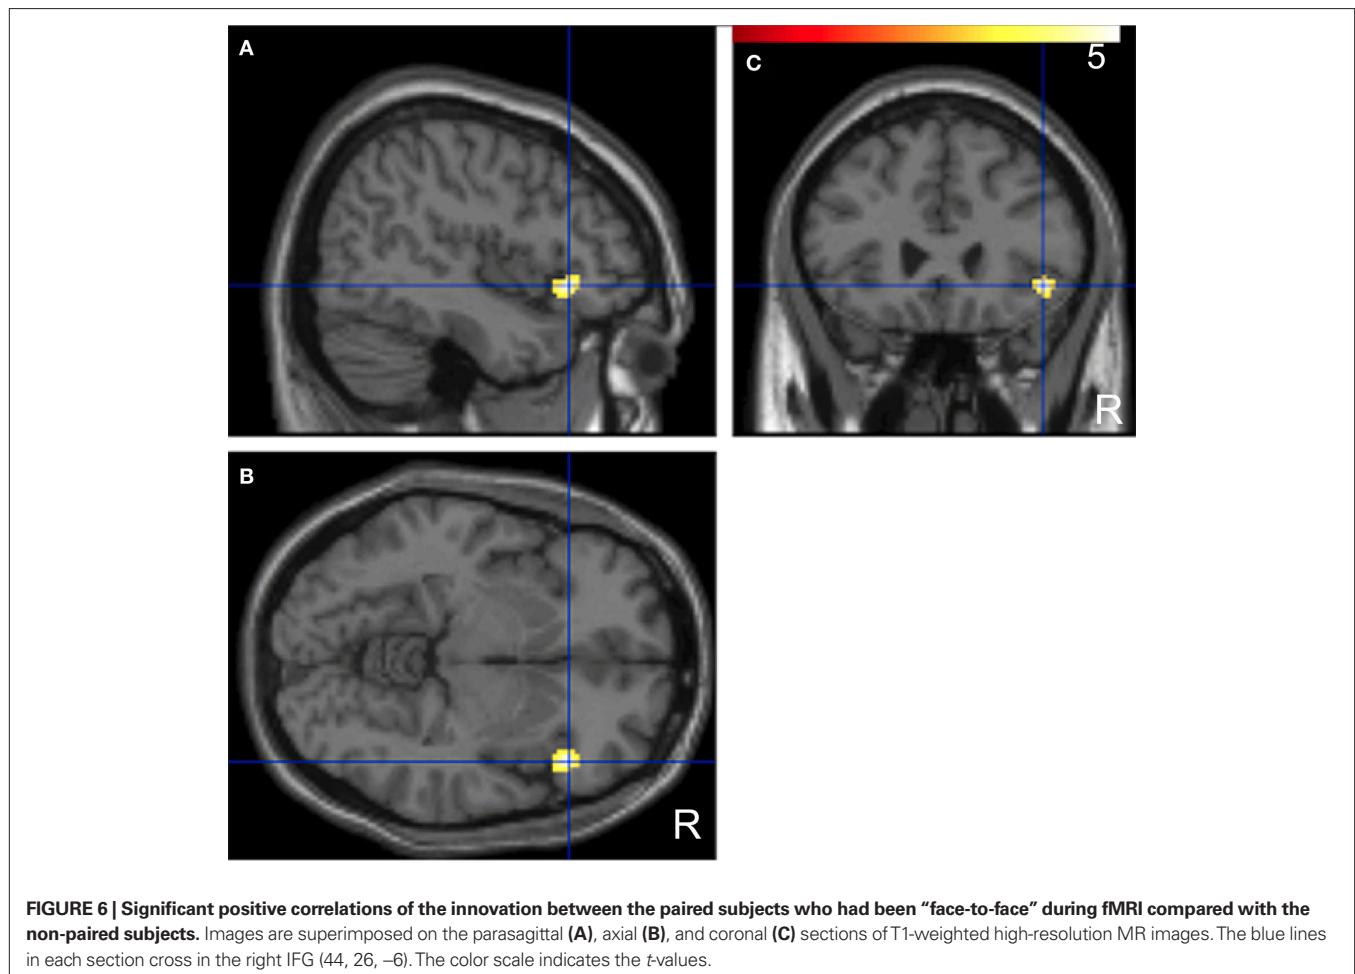 A
C
5
R
B
R
FIGURE 6 | Significant positive correlations of the innovation between the paired subjects who had been “face-to-face” during fMRI compared with the
non-paired subjects. Images are superimposed on the parasagittal (A), axial (B), and coronal (C) sections of T1-weighted high-resolution MR images. The blue lines
in each section cross in the right IFG (44, 26, –6). The color scale indicates the t-values.